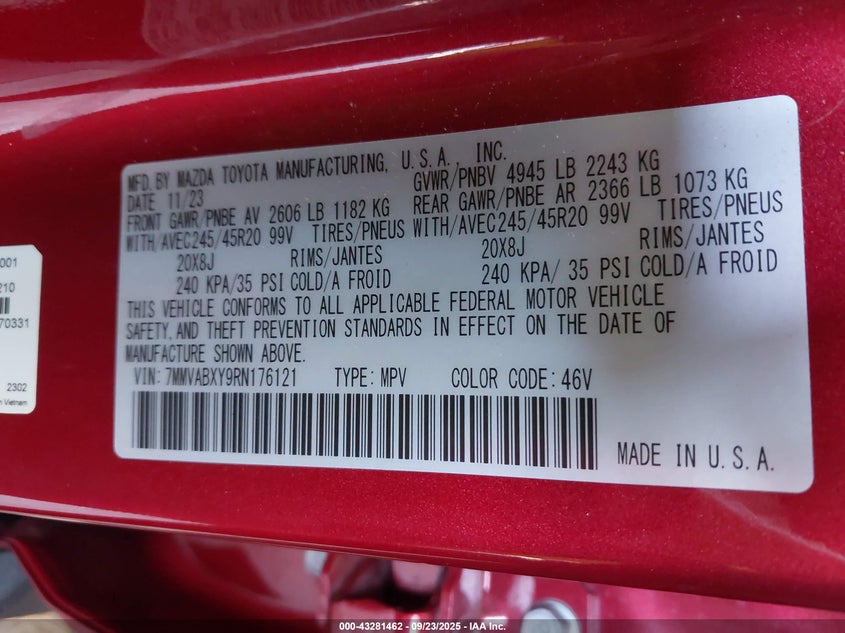 MFD. BY MAZDA TOYOTA MANUFACTURING, U.S.A., INC.
DATE 11/23 GVWR/PNBV 4945 LB 2243 KG
FRONT GAWR/PNBE AV 2606 LB 1182 KG REAR GAWR/PNBE AR 2366 LB 1073 KG
WITH/AVEC245/45R20 99V TIRES/PNEUS WITH/AVEC245/45R20 99V TIRES/PNEUS
20X8J RIMS/JANTES 20X8J RIMS/JANTES
240 KPA/ 35 PSI COLD/A FROID 240 KPA/ 35 PSI COLD/A FROID
THIS VEHICLE CONFORMS TO ALL APPLICABLE FEDERAL MOTOR VEHICLE
SAFETY, AND THEFT PREVENTION STANDARDS IN EFFECT ON THE DATE OF
MANUFACTURE SHOWN ABOVE.
VIN: 7MMVABXY9RN176121 TYPE: MPV COLOR CODE: 46V
MADE IN U.S.A.
001
210
70331
2302
Vietnam
000-43281462 - 09/23/2025 - IAA Inc.